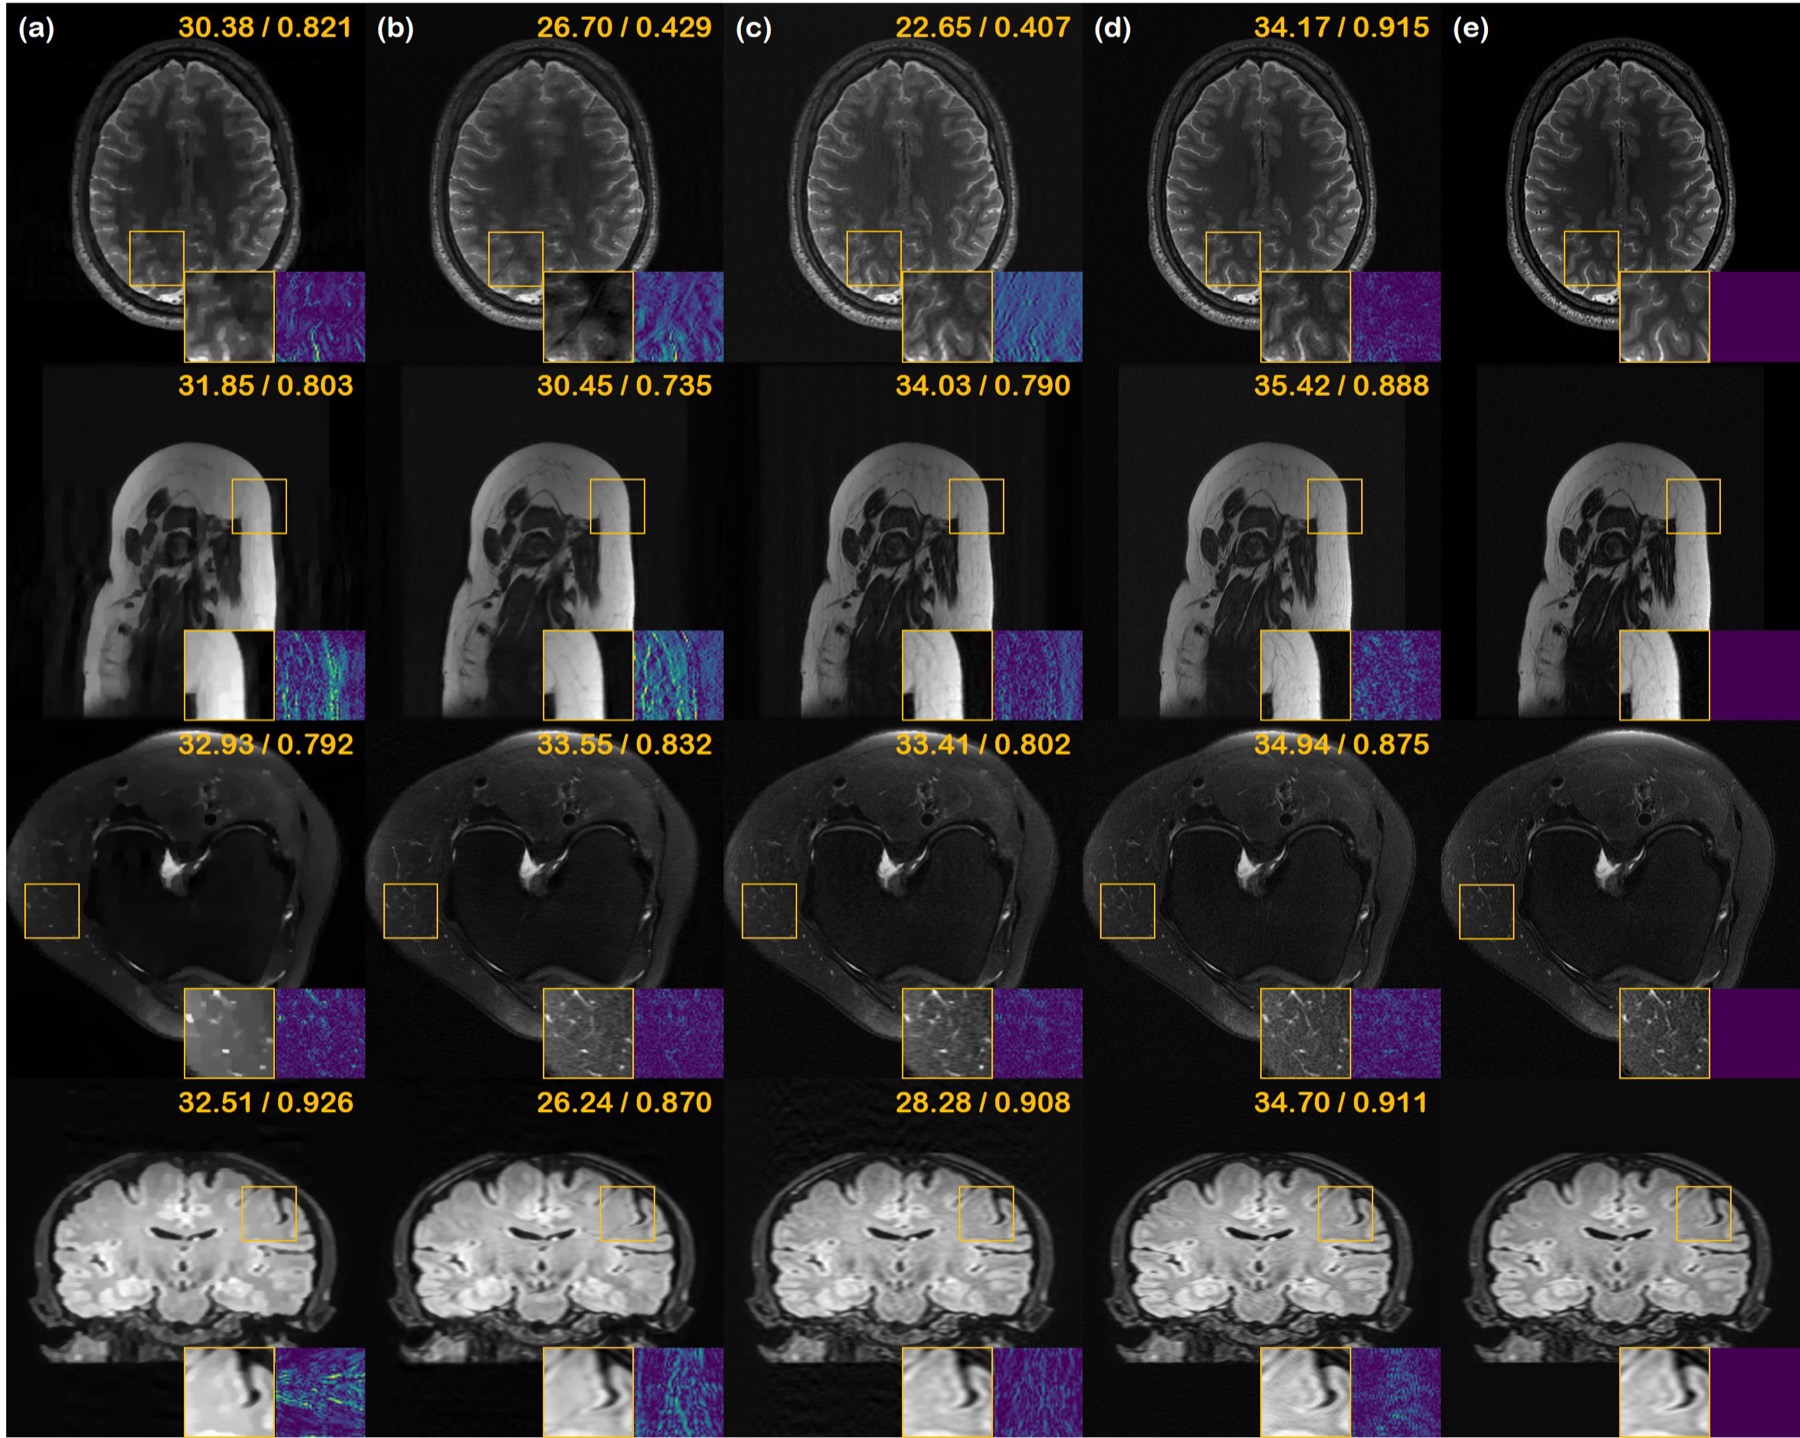 (a) 30.38 / 0.821 (b) 26.70 / 0.429 (c) 22.65 / 0.407 (d) 34.17 / 0.915 (e)
31.85 / 0.803 30.45 / 0.735 34.03 / 0.790 35.42 / 0.888
32.93 / 0.792 33.55 / 0.832 33.41 / 0.802 34.94 / 0.875
32.51 / 0.926 26.24 / 0.870 28.28 / 0.908 34.70 / 0.911